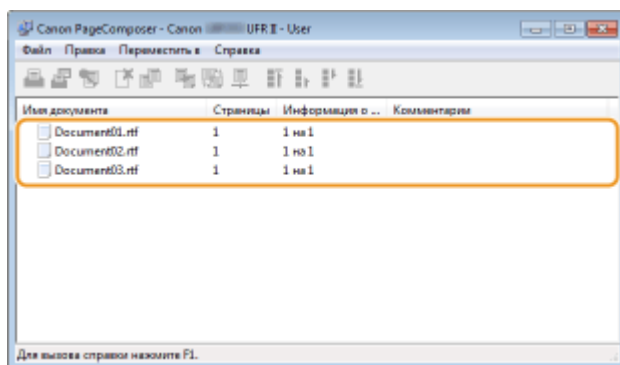 Canon PageComposer - Canon UFR II - User
Файл Правка Переместить в Справка
Имя документа Страницы Информация о ... Комментарии
Document01.rtf 1 1 на 1
Document02.rtf 1 1 на 1
Document03.rtf 1 1 на 1
Для вызова справки нажмите F1.